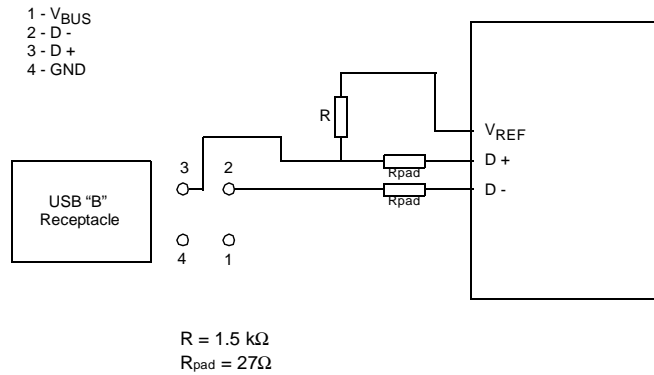 1 - VBUS
2 - D -
3 - D +
4 - GND
R
VREF
D +
Rpad
D -
Rpad
3
2
USB “B”
Receptacle
4
1
R = 1.5 kΩ
Rpad = 27Ω